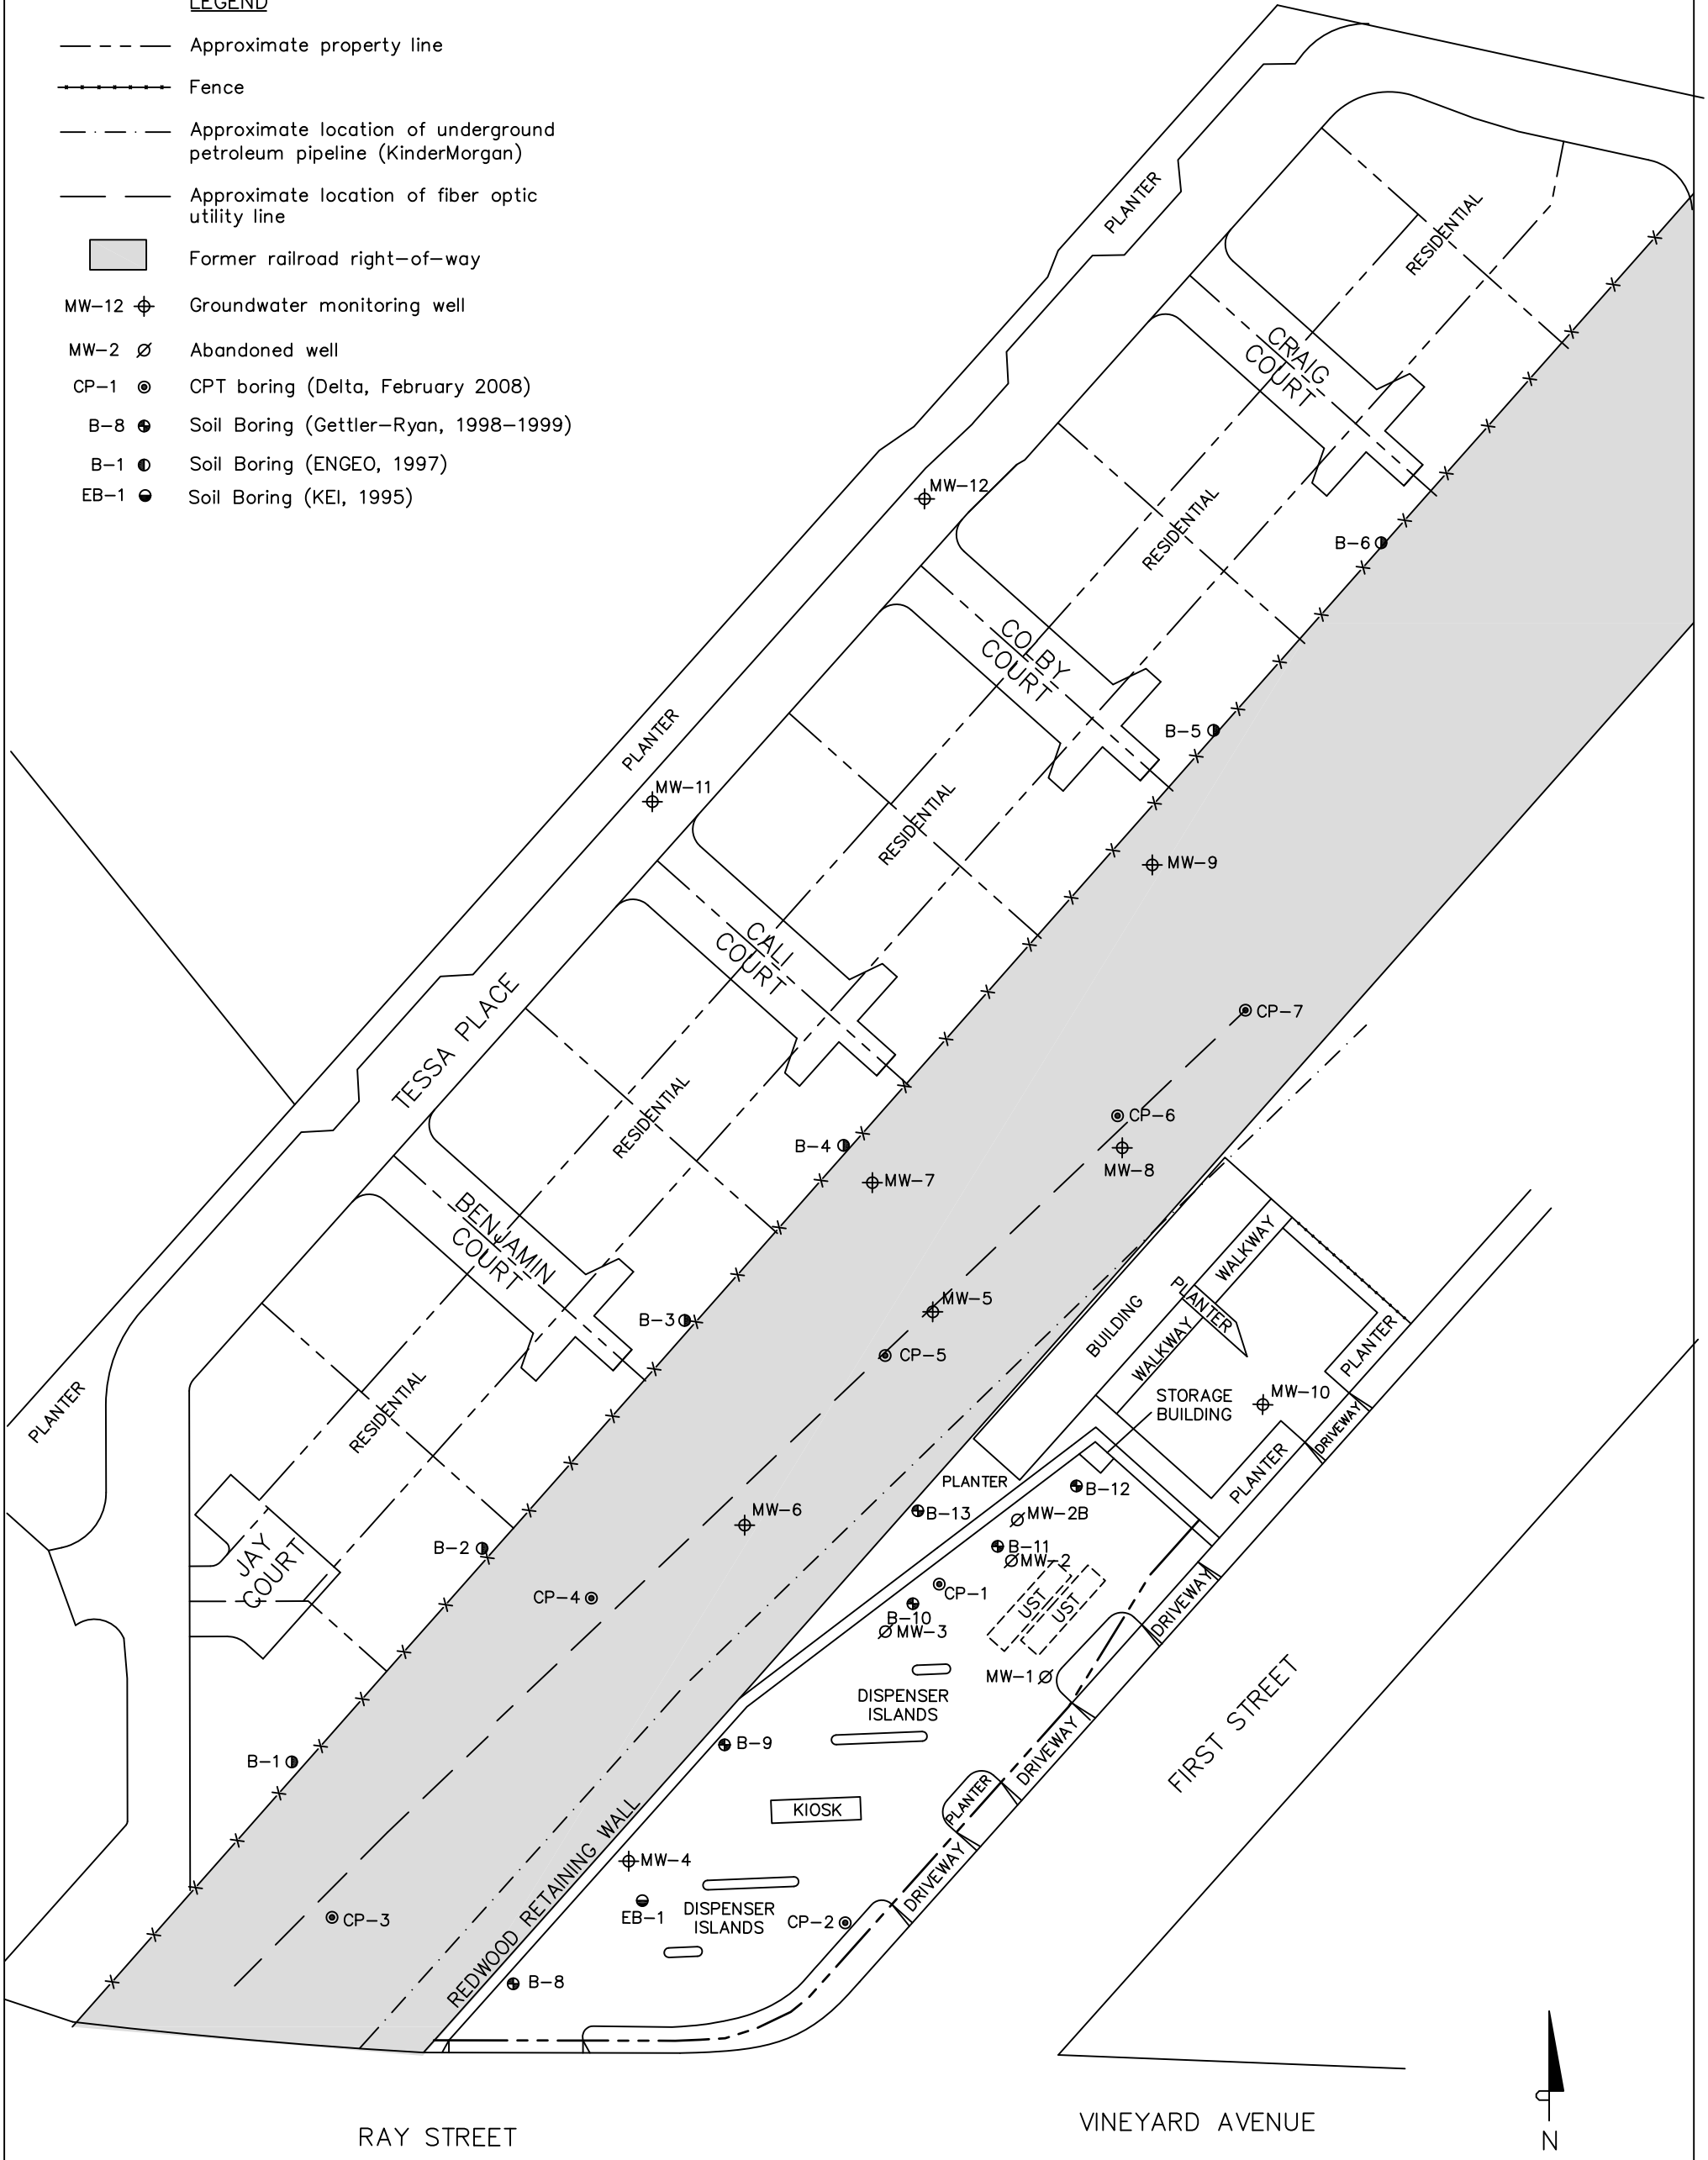 LEGEND
Approximate property line
Fence
Approximate location of underground
petroleum pipeline (KinderMorgan)
Approximate location of fiber optic
utility line
Former railroad right-of-way
MW-12 Groundwater monitoring well
MW-2 Abandoned well
CP-1 CPT boring (Delta, February 2008)
B-8 Soil Boring (Gettler-Ryan, 1998-1999)
B-1 Soil Boring (ENGEO, 1997)
EB-1 Soil Boring (KEI, 1995)
PLANTER
RESIDENTIAL
CRAIG
COURT
MW-12
RESIDENTIAL
B-6
COLBY
COURT
PLANTER
B-5
MW-11
RESIDENTIAL
MW-9
CALI
COURT
TESSA PLACE
CP-7
RESIDENTIAL
CP-6
B-4
MW-8
MW-7
BENJAMIN
COURT
WALKWAY
PLANTER
MW-5
B-3
BUILDING
WALKWAY
PLANTER
CP-5
PLANTER
RESIDENTIAL
STORAGE
BUILDING
MW-10
DRIVEWAY
PLANTER
PLANTER
B-12
MW-6
B-13
MW-2B
B-2
B-11
MW-2
JAY
COURT
CP-4
CP-1
UST
UST
B-10
MW-3
DRIVEWAY
MW-1
DISPENSER
ISLANDS
FIRST STREET
B-9
B-1
DRIVEWAY
PLANTER
KIOSK
REDWOOD RETAINING WALL
MW-4
DRIVEWAY
EB-1
DISPENSER
ISLANDS
CP-2
CP-3
B-8
RAY STREET
VINEYARD AVENUE
N